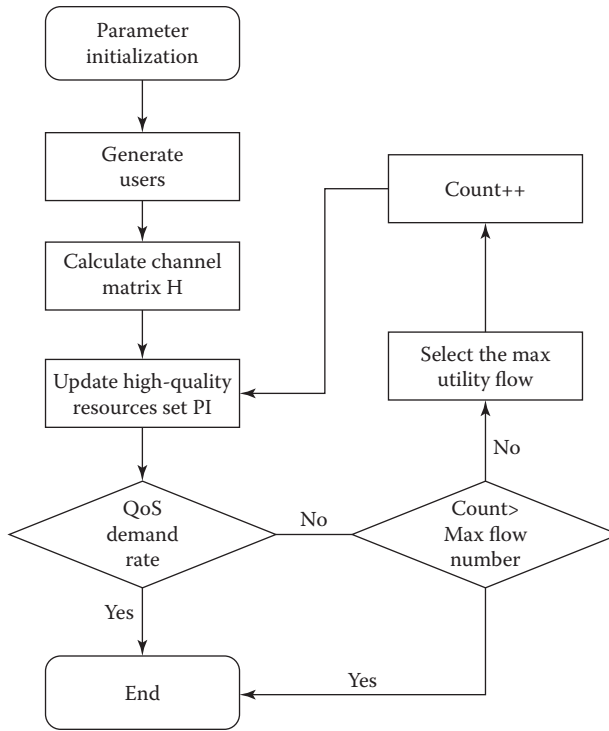 Parameter
initialization
Generate
users
Calculate channel
matrix H
Update high-quality
resources set PI
QoS
demand
rate
No
Count>
Max flow
number
No
Select the max
utility flow
Count++
Yes
Yes
End